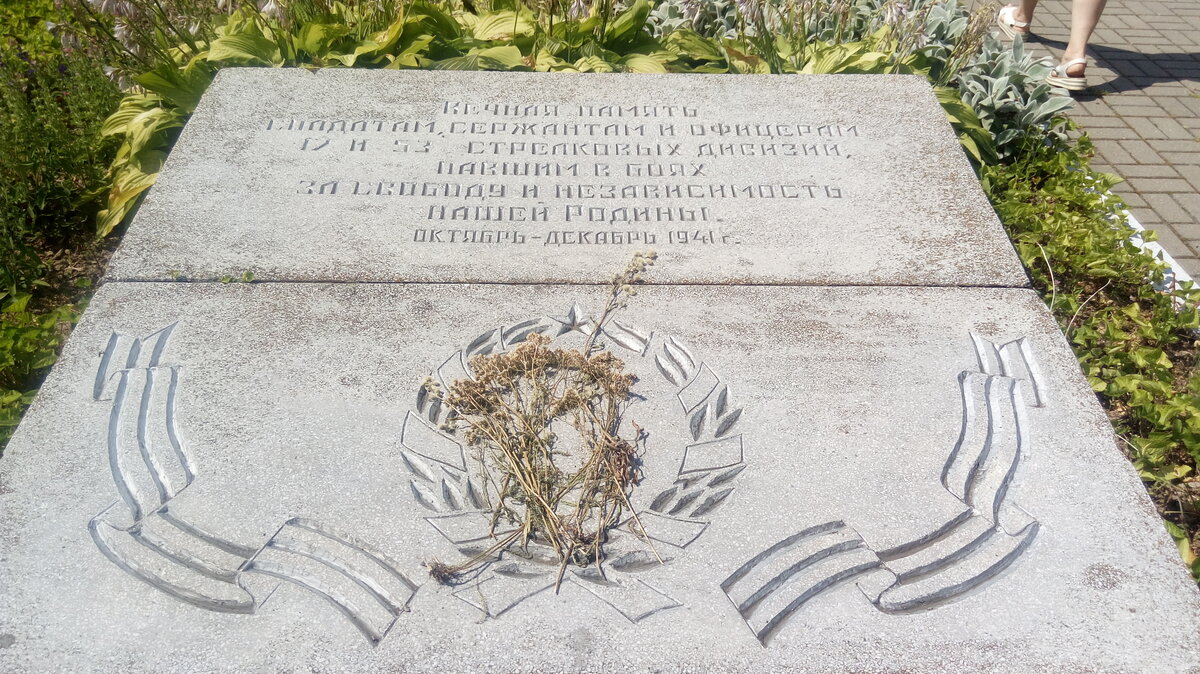 Вечная память
солдатам, сержантам и офицерам
17 и 53 стрелковых дивизий,
павшим в боях
за свободу и независимость
нашей Родины.
октябрь-декабрь 1941 г.